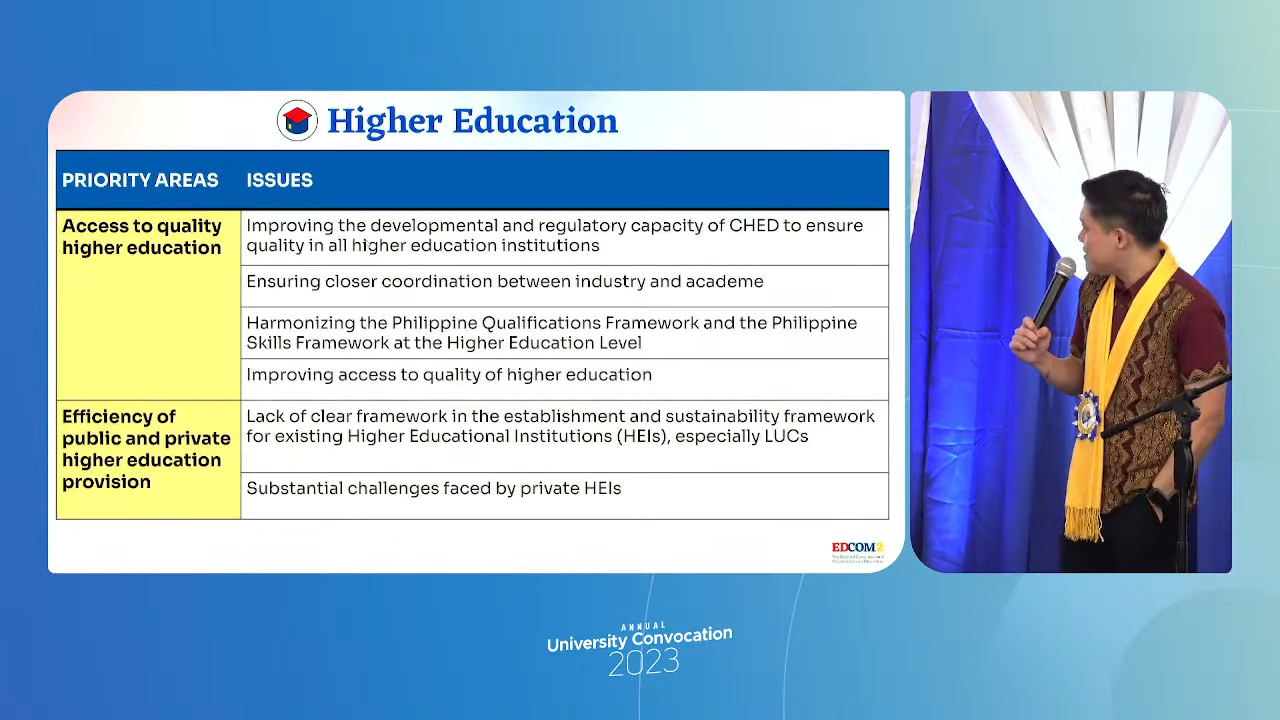 Higher Education
PRIORITY AREAS
ISSUES
Access to quality
higher education
Improving the developmental and regulatory capacity of CHED to ensure
quality in all higher education institutions
Ensuring closer coordination between industry and academe
Harmonizing the Philippine Qualifications Framework and the Philippine
Skills Framework at the Higher Education Level
Improving access to quality of higher education
Efficiency of
public and private
higher education
provision
Lack of clear framework in the establishment and sustainability framework
for existing Higher Educational Institutions (HEIs), especially LUCs
Substantial challenges faced by private HEIs
EDCOM2
ANNUAL
University Convocation
2023